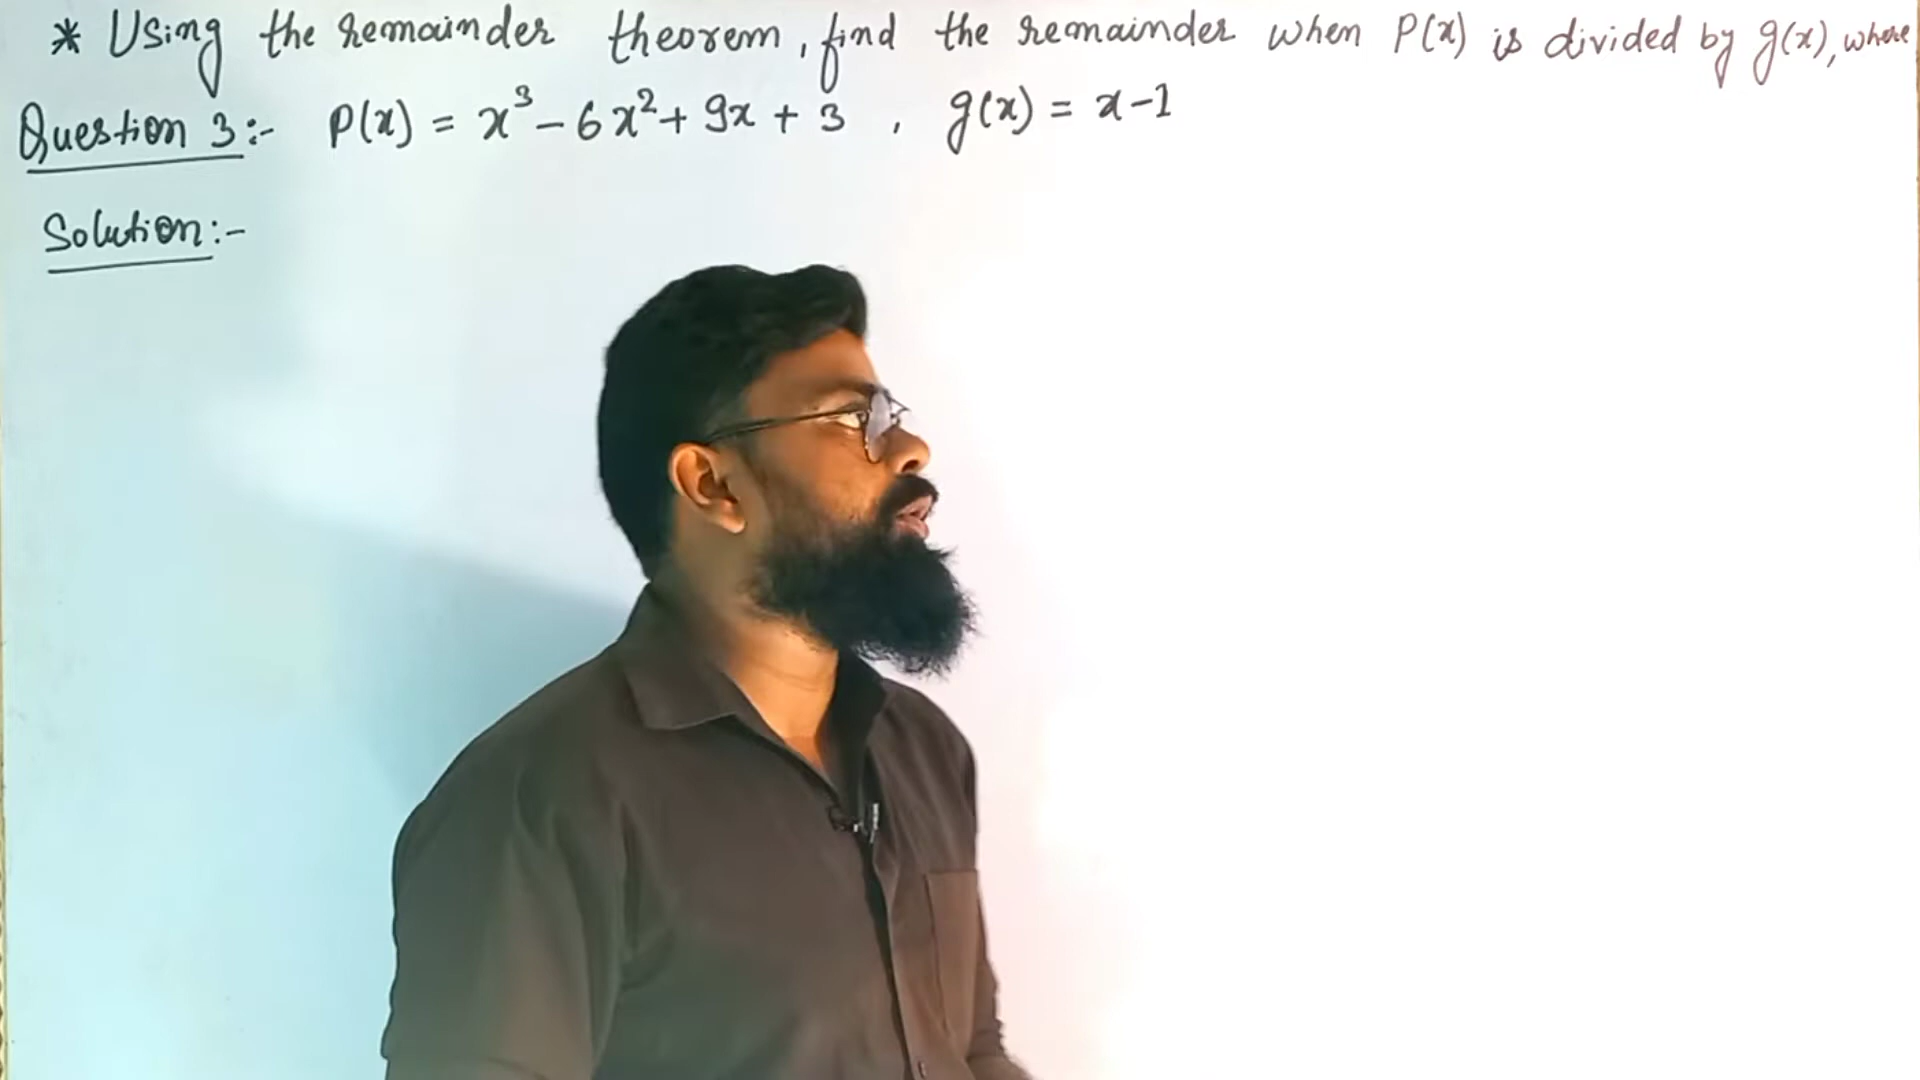 * Using the remainder theorem, find the remainder when P(x) is divided by g(x), where
Question 3:- P(x) = x³ - 6x² + 9x + 3 , g(x) = x-1
Solution:-